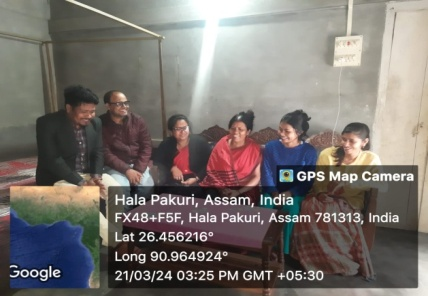 GPS Map Camera
Hala Pakuri, Assam, India
FX48+F5F, Hala Pakuri, Assam 781313, India
Lat 26.456216°
Long 90.964924°
21/03/24 03:25 PM GMT +05:30
Google